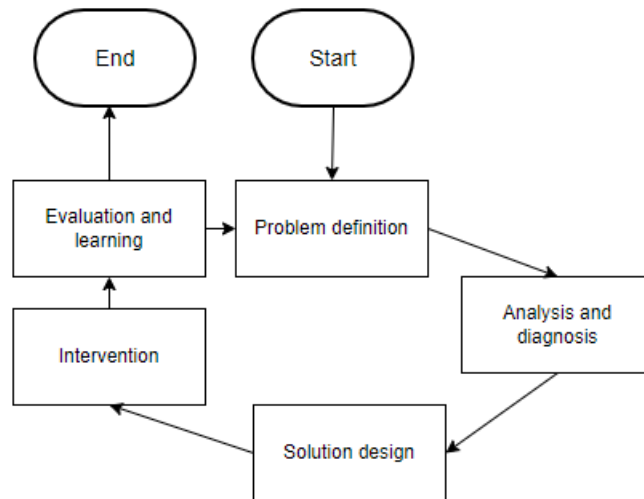 End
Start
Evaluation and
learning
Problem definition
Analysis and
diagnosis
Intervention
Solution design